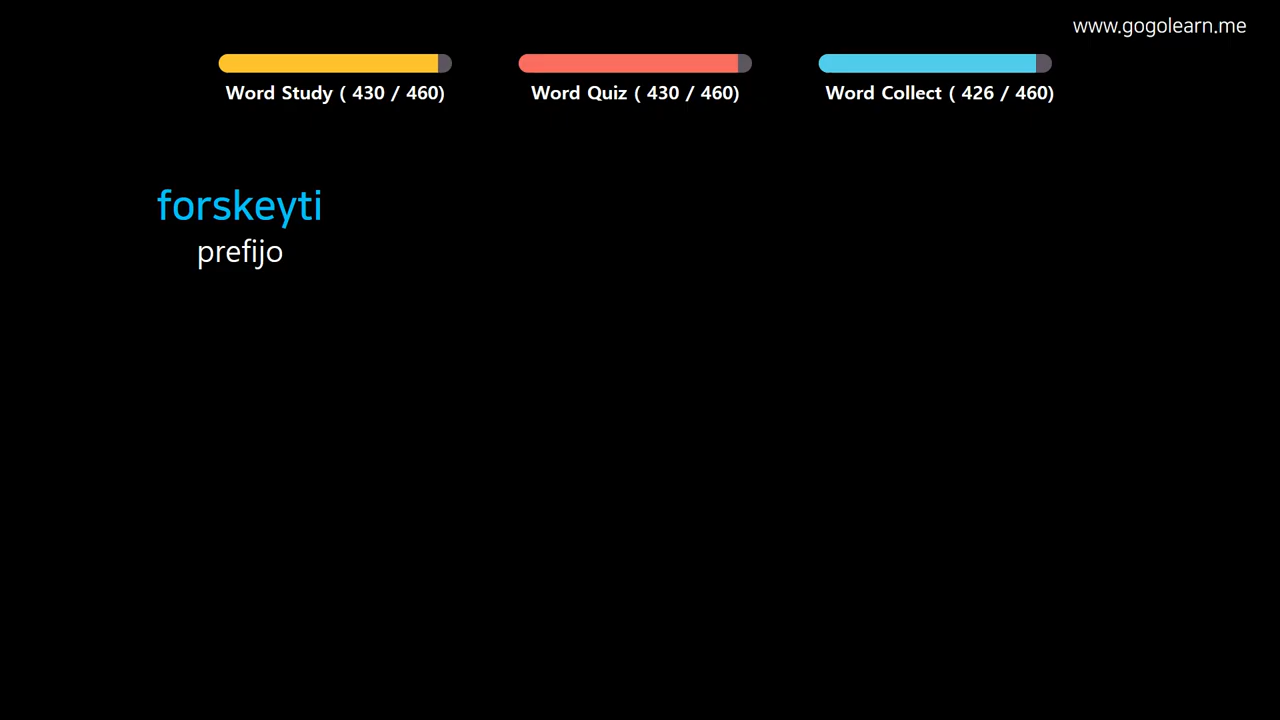 www.gogolearn.me
Word Study ( 430 / 460)
Word Quiz ( 430 / 460)
Word Collect ( 426 / 460)
forskeyti
prefijo